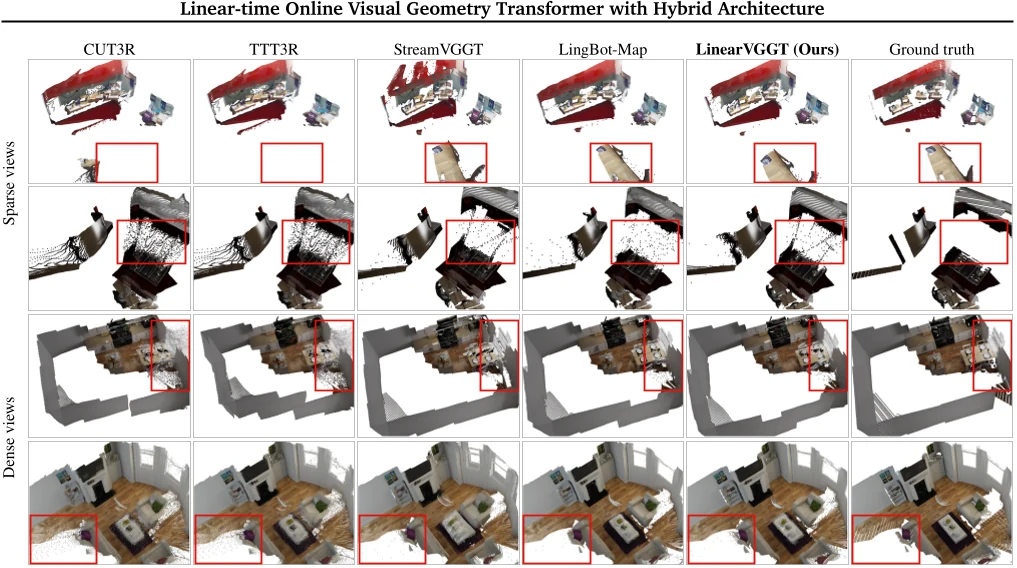 Linear-time Online Visual Geometry Transformer with Hybrid Architecture
CUT3R TTT3R StreamVGGT LingBot-Map LinearVGGT (Ours) Ground truth
Sparse views
Dense views